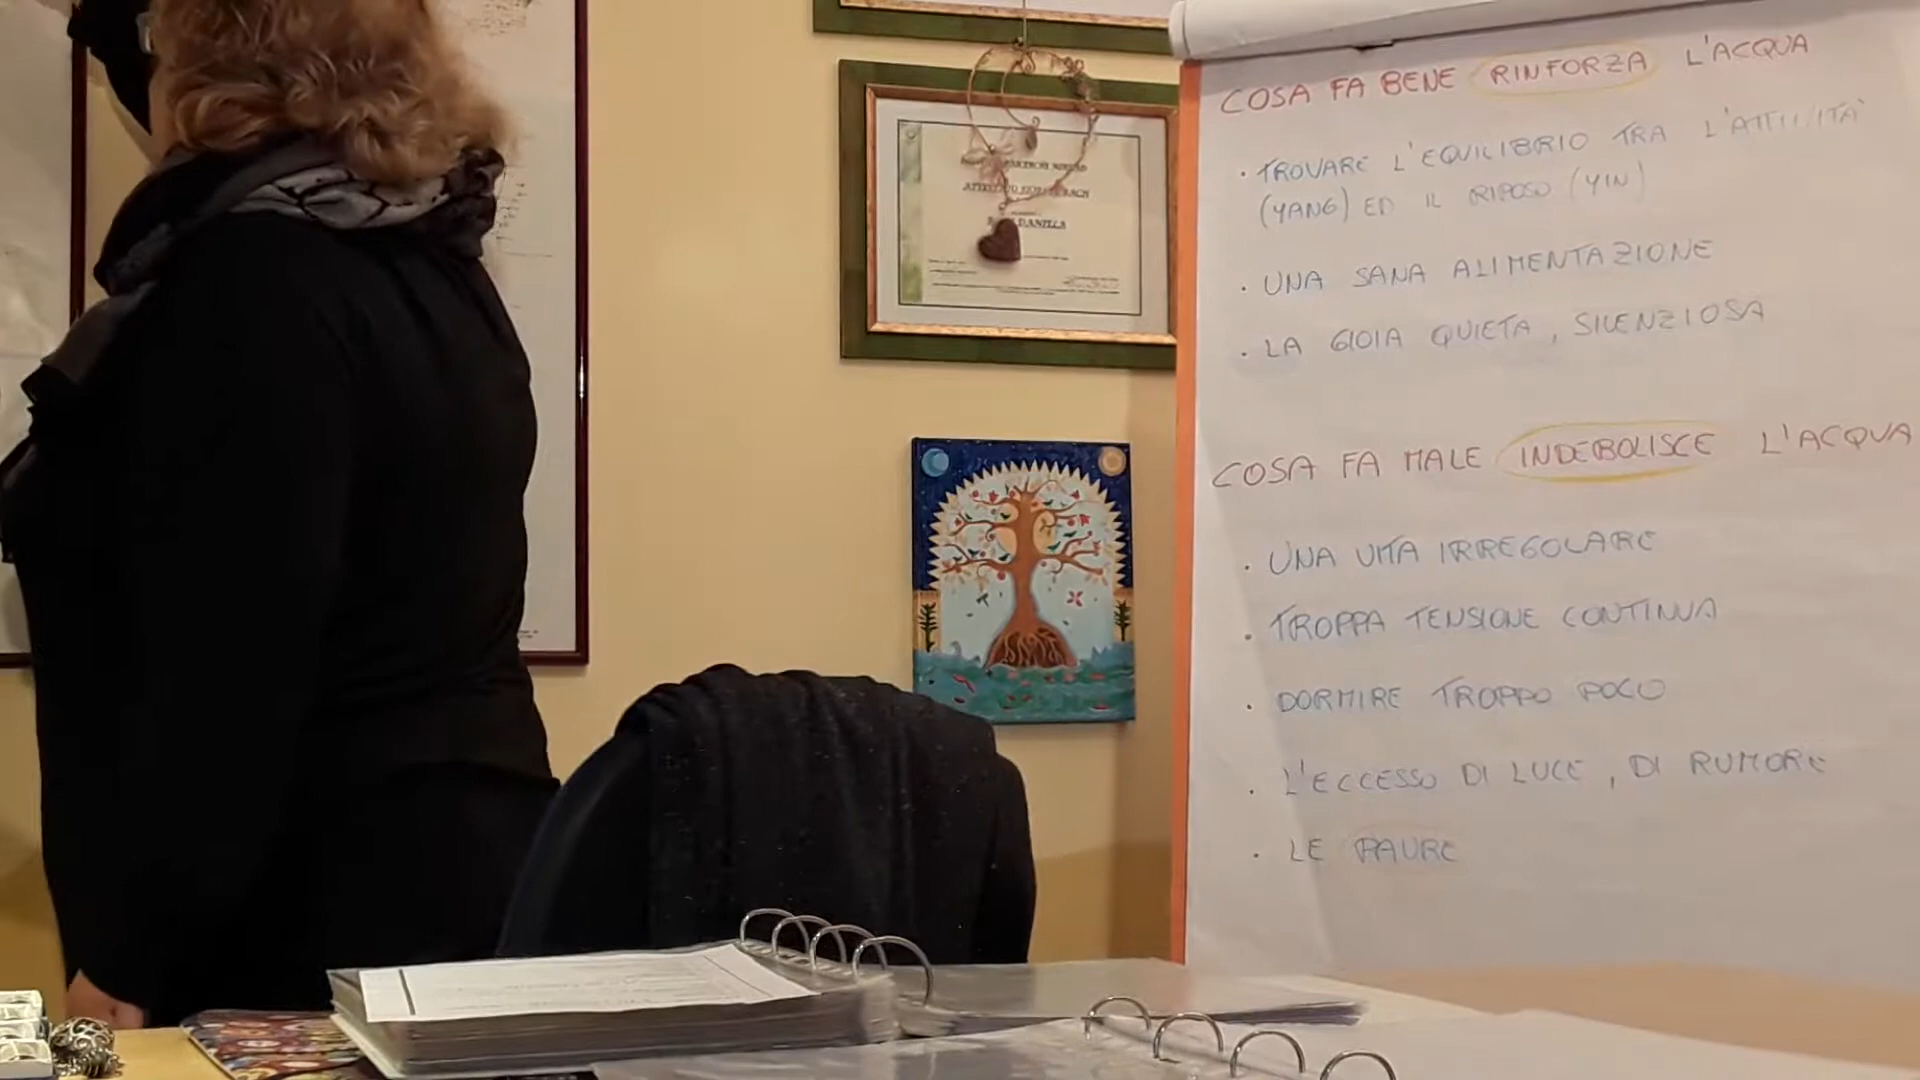 COSA FA BENE RINFORZA L'ACQUA
· TROVARE L'EQUILIBRIO TRA L'ATTIVITÀ
(YANG) ED IL RIPOSO (YIN)
· UNA SANA ALIMENTAZIONE
· LA GIOIA QUIETA, SILENZIOSA
COSA FA MALE INDEBOLISCE L'ACQUA
· UNA VITA IRREGOLARE
· TROPPA TENSIONE CONTINUA
· DORMIRE TROPPO POCO
· L'ECCESSO DI LUCE, DI RUMORE
· LE PAURE